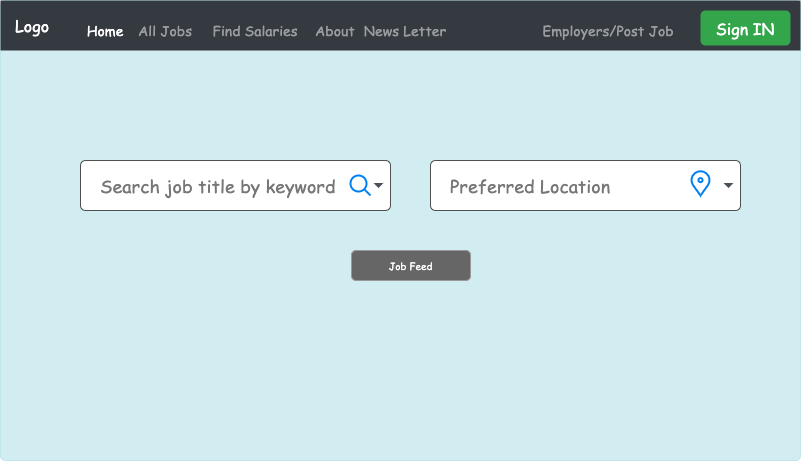 Logo Home All Jobs Find Salaries About News Letter Employers/Post Job Sign IN
Search job title by keyword Preferred Location
Job Feed